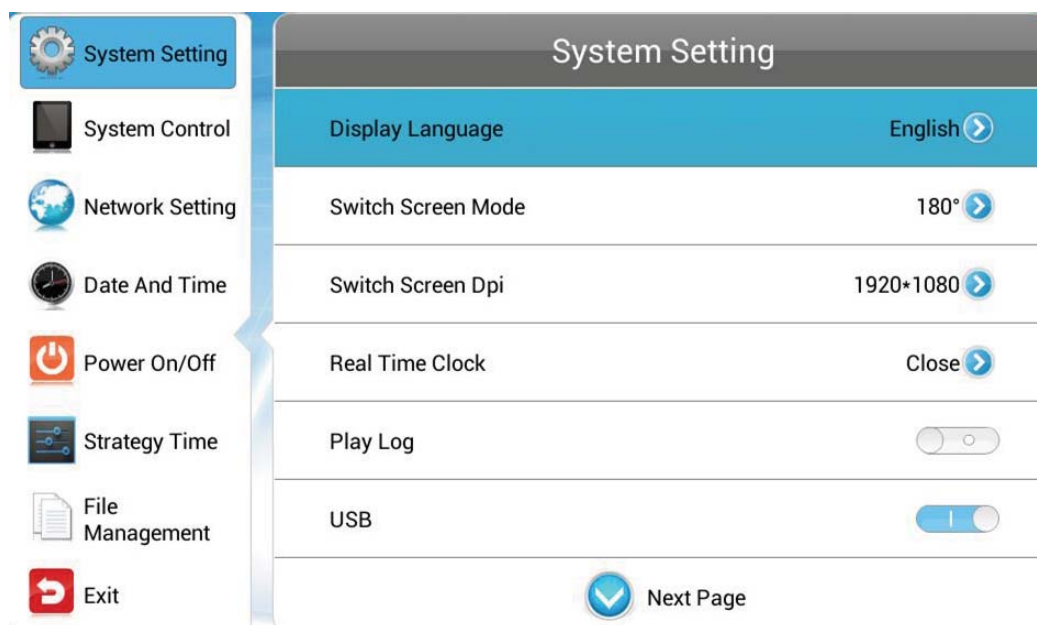 System Setting
System Control
Network Setting
Date And Time
Power On/Off
Strategy Time
File
Management
Exit
System Setting
Display Language English
Switch Screen Mode 180°
Switch Screen Dpi 1920*1080
Real Time Clock Close
Play Log
USB
Next Page